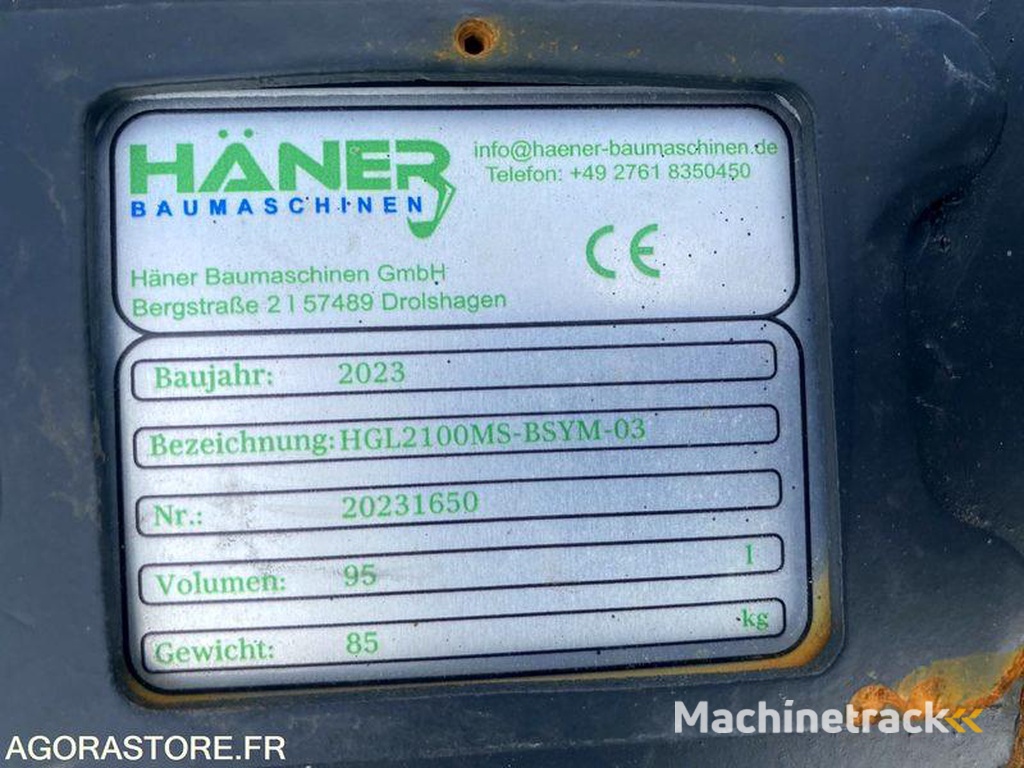 HÄNER
BAUMASCHINEN
info@haener-baumaschinen.de
Telefon: +49 2761 8350450
CE
Häner Baumaschinen GmbH
Bergstraße 2 I 57489 Drolshagen
Baujahr: 2023
Bezeichnung: HGL2100MS-BSYM-03
Nr.: 20231650
Volumen: 95 l
Gewicht: 85 kg
Machinetrack
AGORASTORE.FR